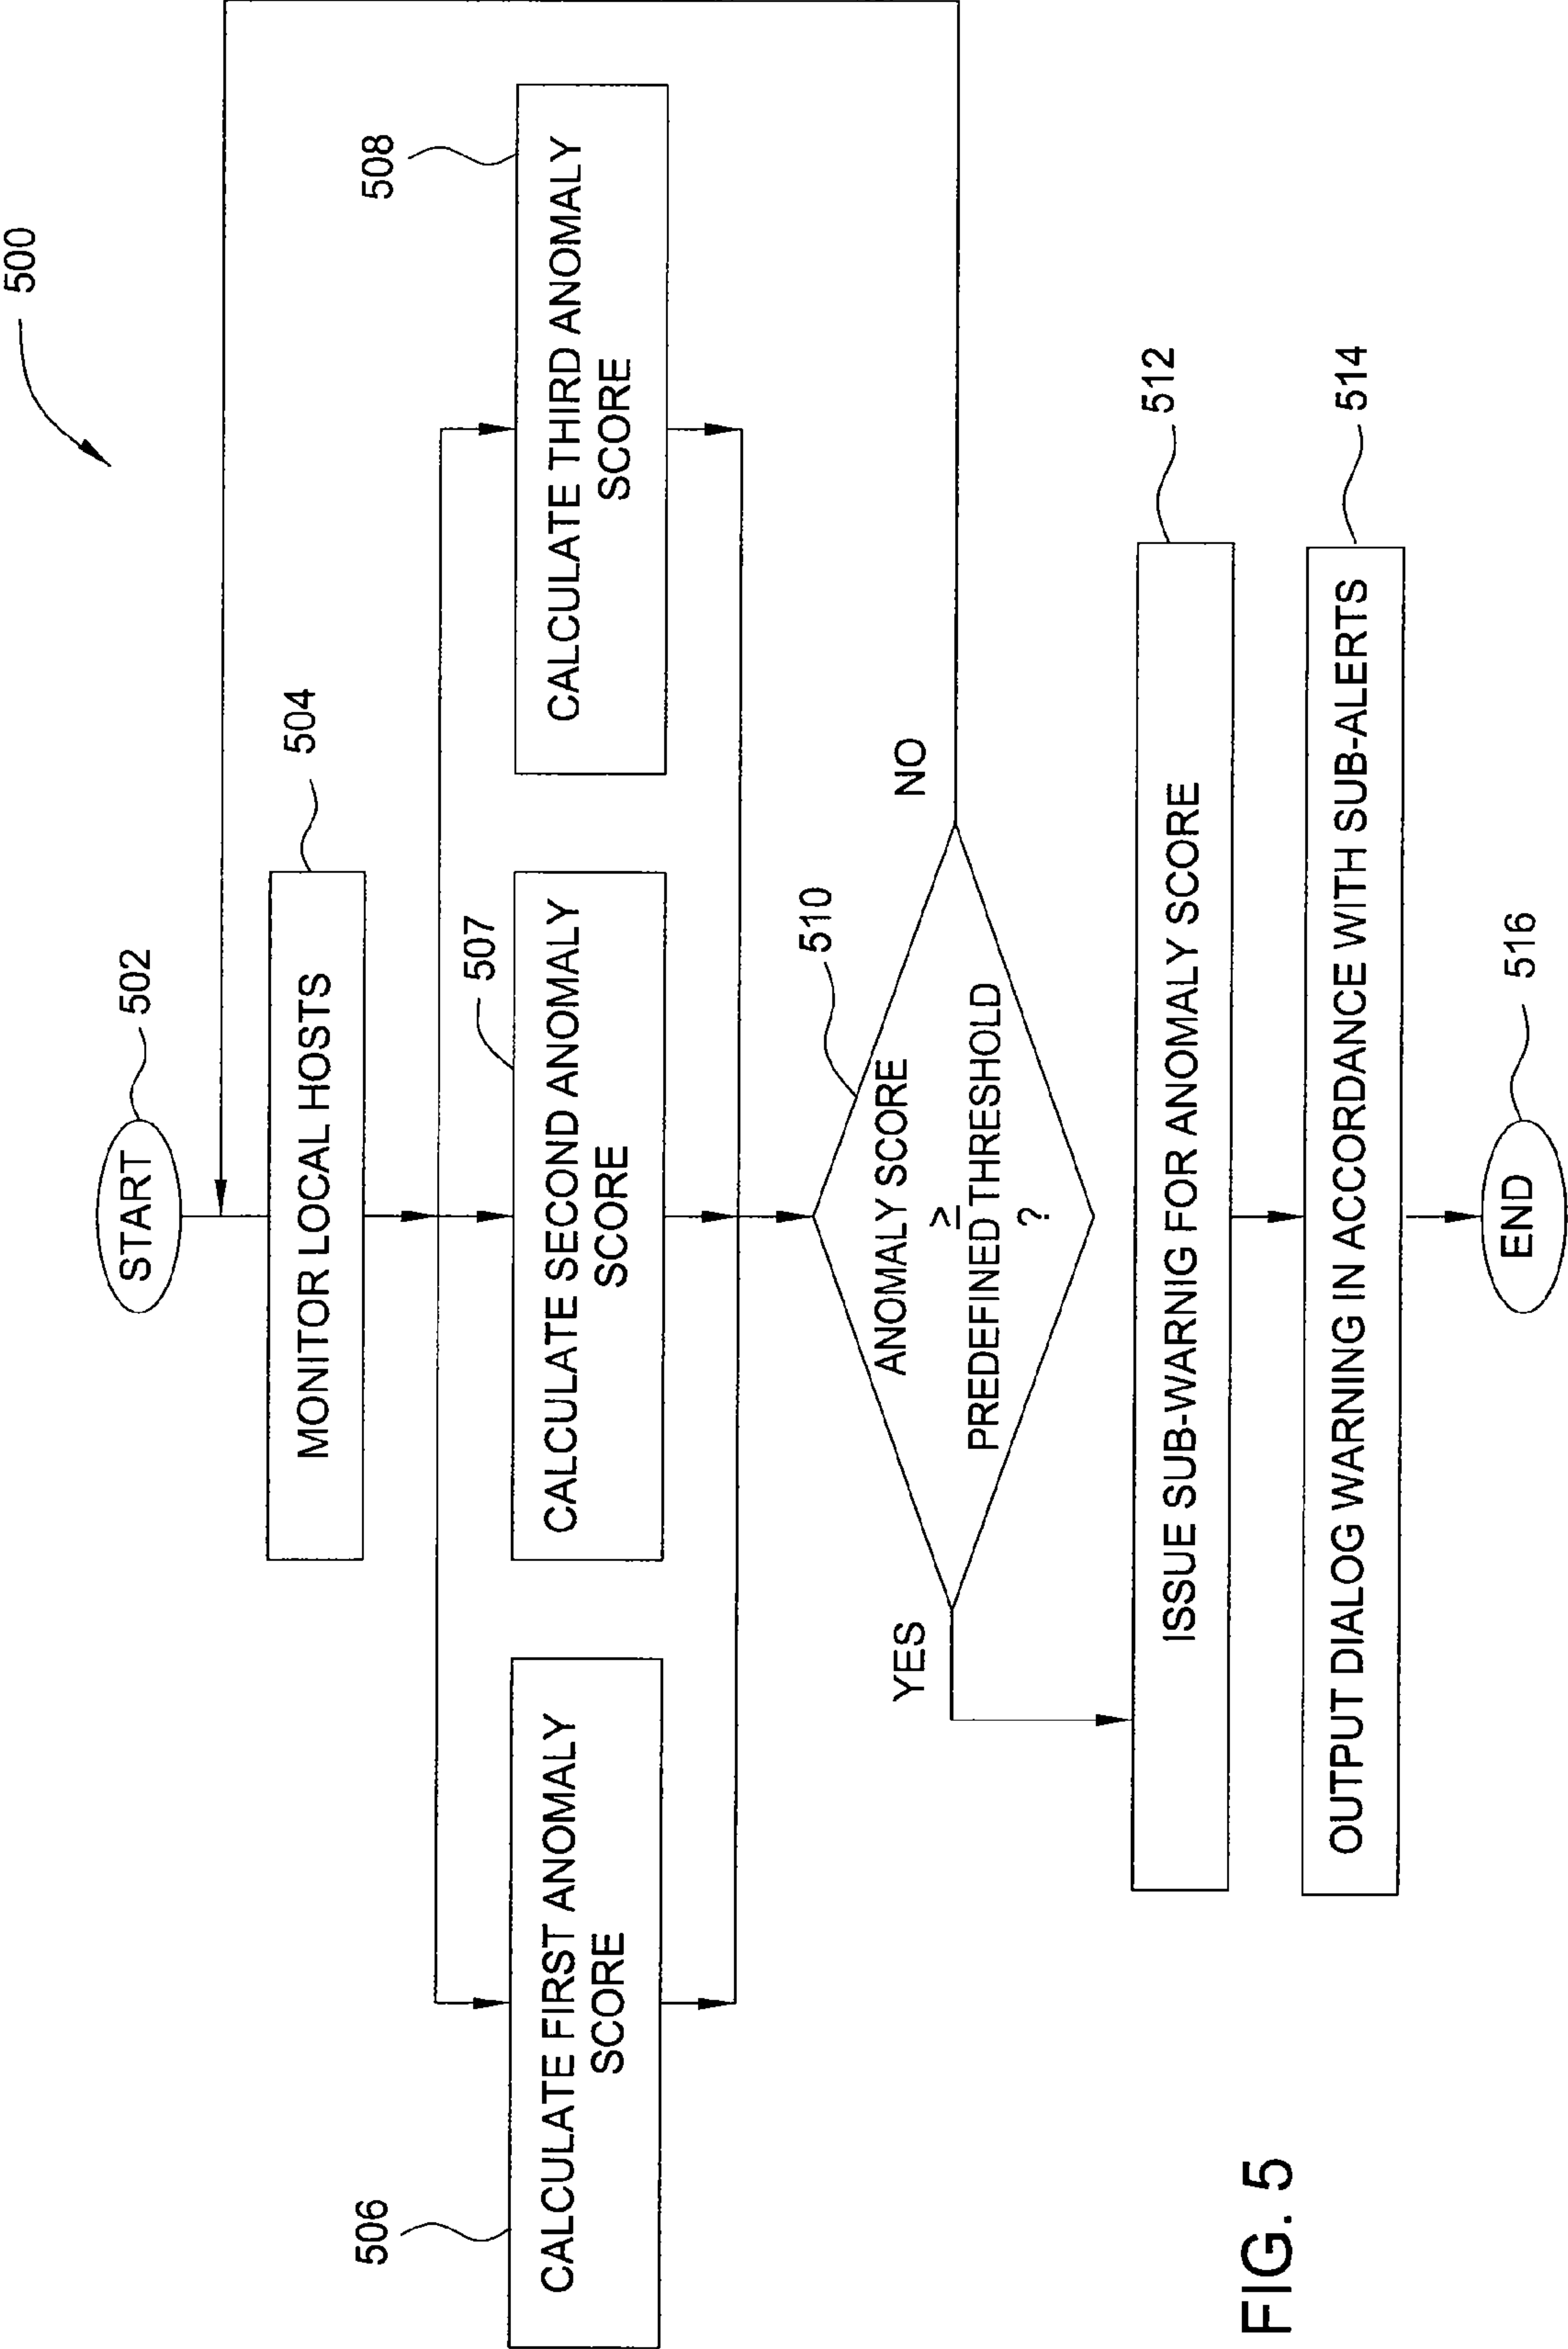 500
START
502
MONITOR LOCAL HOSTS
504
506
CALCULATE FIRST ANOMALY
SCORE
507
CALCULATE SECOND ANOMALY
SCORE
508
CALCULATE THIRD ANOMALY
SCORE
510
ANOMALY SCORE
≥
PREDEFINED THRESHOLD
?
YES
NO
ISSUE SUB-WARNIG FOR ANOMALY SCORE
512
OUTPUT DIALOG WARNING IN ACCORDANCE WITH SUB-ALERTS
514
END
516
FIG. 5